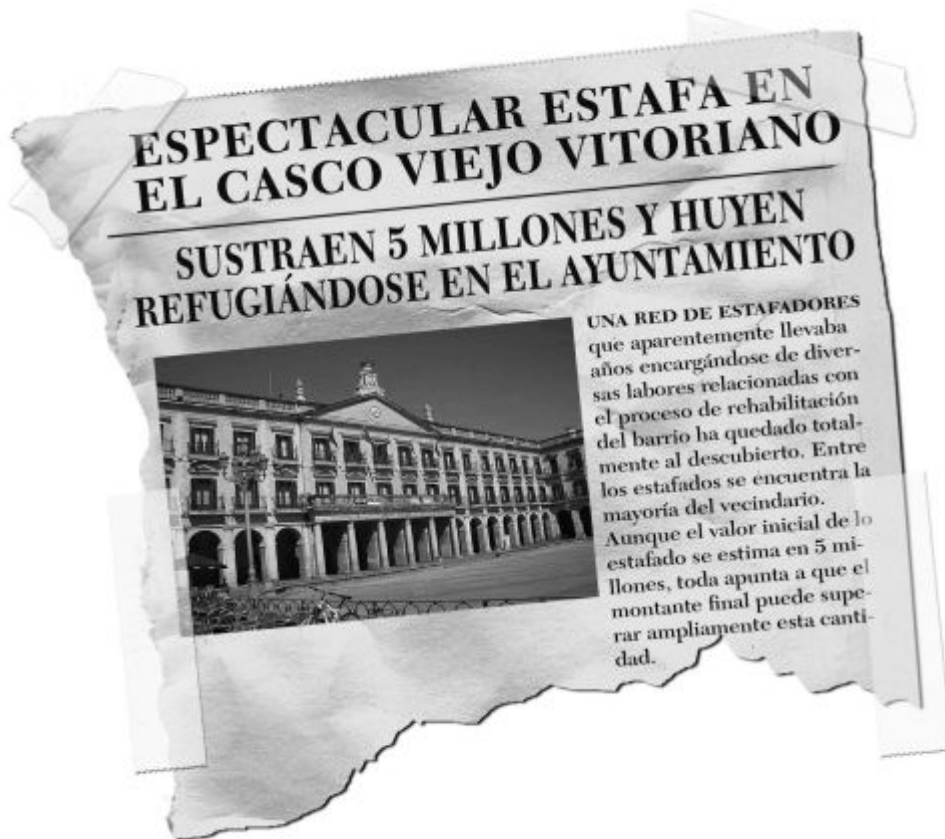 ESPECTACULAR ESTAFA EN
EL CASCO VIEJO VITORIANO
SUSTRAEN 5 MILLONES Y HUYEN
REFUGIÁNDOSE EN EL AYUNTAMIENTO
UNA RED DE ESTAFADORES
que aparentemente llevaba
años encargándose de diver-
sas labores relacionadas con
el proceso de rehabilitación
del barrio ha quedado total-
mente al descubierto. Entre
los estafados se encuentra la
mayoría del vecindario.
Aunque el valor inicial de lo
estafado se estima en 5 mi-
llones, toda apunta a que el
montante final puede supe-
rar ampliamente esta canti-
dad.